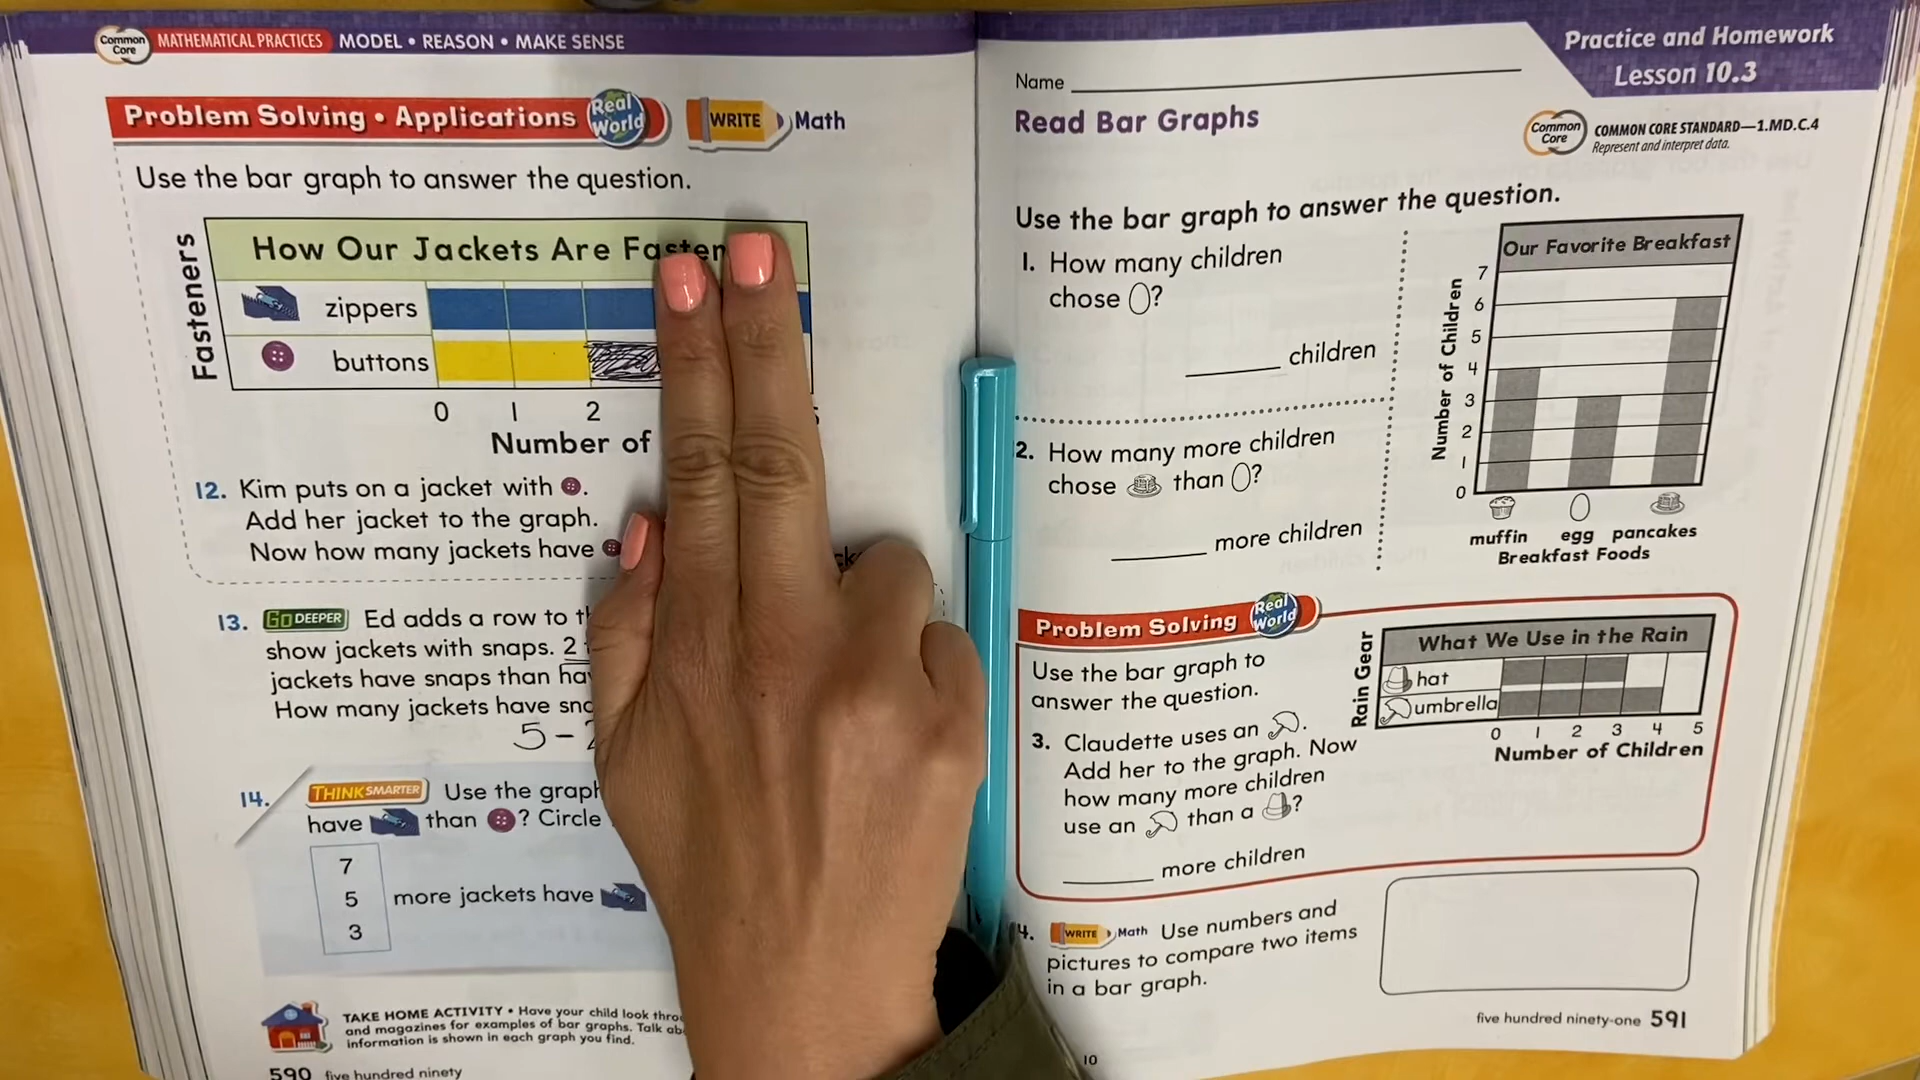 Common Core MATHEMATICAL PRACTICES MODEL • REASON • MAKE SENSE
Problem Solving • Applications Real World WRITE Math
Use the bar graph to answer the question.
How Our Jackets Are
Fasteners
zippers
buttons
0 1 2
Number of
12. Kim puts on a jacket with .
Add her jacket to the graph.
Now how many jackets have
13. GO DEEPER Ed adds a row to
show jackets with snaps. 2
jackets have snaps than
How many jackets have
5 -
14. THINK SMARTER Use the
have than ? Circle
7
5 more jackets have
3
TAKE HOME ACTIVITY • Have your child look
and magazines for examples of bar graphs. Talk
information is shown in each graph you find.
590 five hundred ninety
Practice and Homework
Lesson 10.3
Name
Read Bar Graphs
Common Core COMMON CORE STANDARD—1.MD.C.4
Represent and interpret data.
Use the bar graph to answer the question.
1. How many children
chose ?
children
2. How many more children
chose than ?
more children
Our Favorite Breakfast
Number of Children
7
6
5
4
3
2
1
0
muffin egg pancakes
Breakfast Foods
Problem Solving Real World
Use the bar graph to
answer the question.
3. Claudette uses an .
Add her to the graph. Now
how many more children
use an than a ?
more children
What We Use in the Rain
Rain Gear
hat
umbrella
0 1 2 3 4 5
Number of Children
4. WRITE Math Use numbers and
pictures to compare two items
in a bar graph.
five hundred ninety-one 591
10